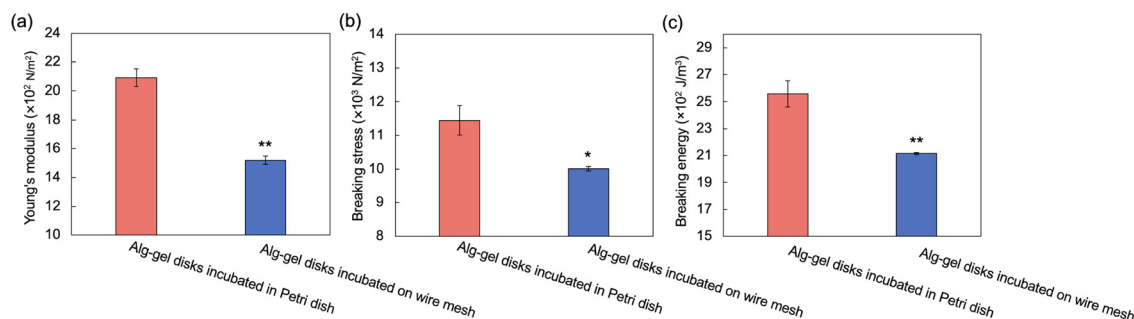 (a)
Young's modulus (×10² N/m²)
24
22
20
18
16
14
12
10
**
Alg-gel disks incubated in Petri dish
Alg-gel disks incubated on wire mesh
(b)
Breaking stress (×10³ N/m²)
14
13
12
11
10
9
8
*
Alg-gel disks incubated in Petri dish
Alg-gel disks incubated on wire mesh
(c)
Breaking energy (×10² J/m³)
29
27
25
23
21
19
17
15
**
Alg-gel disks incubated in Petri dish
Alg-gel disks incubated on wire mesh